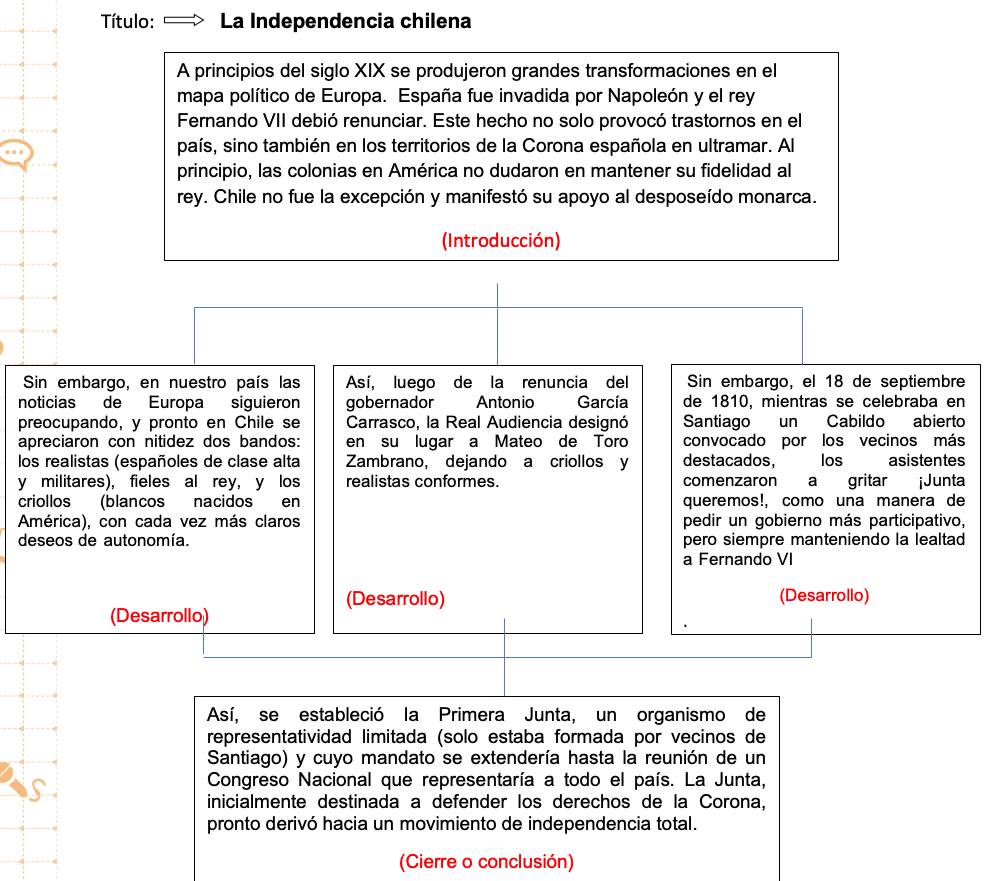 Título: La Independencia chilena
A principios del siglo XIX se produjeron grandes transformaciones en el
mapa político de Europa. España fue invadida por Napoleón y el rey
Fernando VII debió renunciar. Este hecho no solo provocó trastornos en el
país, sino también en los territorios de la Corona española en ultramar. Al
principio, las colonias en América no dudaron en mantener su fidelidad al
rey. Chile no fue la excepción y manifestó su apoyo al desposeído monarca.
(Introducción)
Sin embargo, en nuestro país las
noticias de Europa siguieron
preocupando, y pronto en Chile se
apreciaron con nitidez dos bandos:
los realistas (españoles de clase alta
y militares), fieles al rey, y los
criollos (blancos nacidos en
América), con cada vez más claros
deseos de autonomía.
(Desarrollo)
Así, luego de la renuncia del
gobernador Antonio García
Carrasco, la Real Audiencia designó
en su lugar a Mateo de Toro
Zambrano, dejando a criollos y
realistas conformes.
(Desarrollo)
Sin embargo, el 18 de septiembre
de 1810, mientras se celebraba en
Santiago un Cabildo abierto
convocado por los vecinos más
destacados, los asistentes
comenzaron a gritar ¡Junta
queremos!, como una manera de
pedir un gobierno más participativo,
pero siempre manteniendo la lealtad
a Fernando VI
(Desarrollo)
.
Así, se estableció la Primera Junta, un organismo de
representatividad limitada (solo estaba formada por vecinos de
Santiago) y cuyo mandato se extendería hasta la reunión de un
Congreso Nacional que representaría a todo el país. La Junta,
inicialmente destinada a defender los derechos de la Corona,
pronto derivó hacia un movimiento de independencia total.
(Cierre o conclusión)